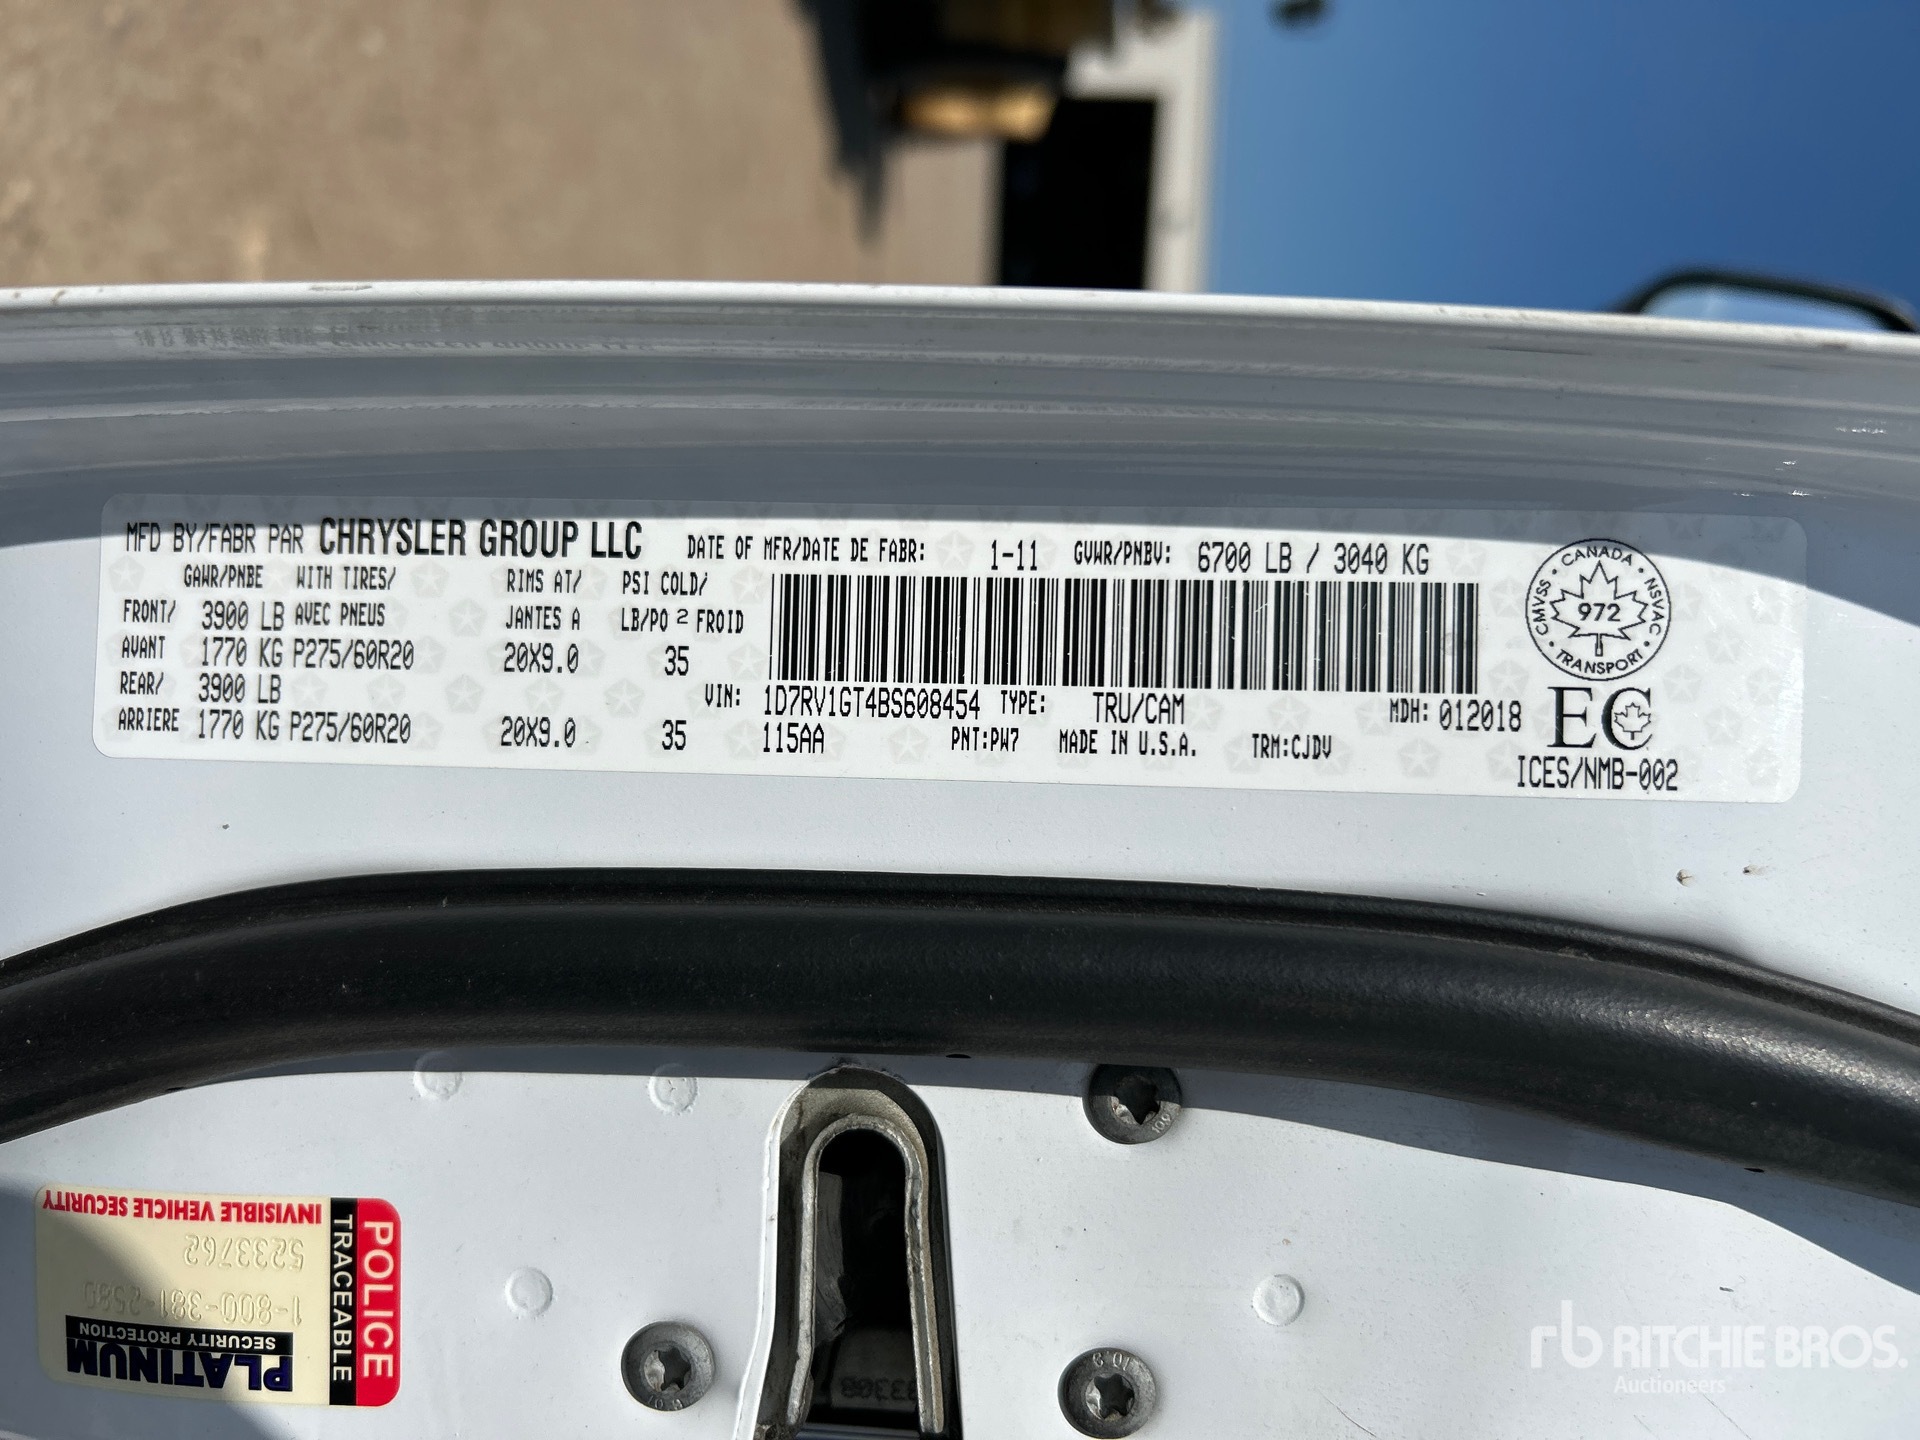 MFD BY/FABR PAR CHRYSLER GROUP LLC DATE OF MFR/DATE DE FABR: 1-11 GVWR/PNBV: 6700 LB / 3040 KG
GAWR/PNBE WITH TIRES/ RIMS AT/ PSI COLD/
FRONT/ 3900 LB AVEC PNEUS JANTES A LB/PO 2 FROID
AVANT 1770 KG P275/60R20 20X9.0 35
REAR/ 3900 LB
ARRIERE 1770 KG P275/60R20 20X9.0 35
VIN: 1D7RV1GT4BS608454 TYPE: TRU/CAM MDH: 012018
115AA PNT:PW7 MADE IN U.S.A. TRM:CJDV
CANADA
CMVSS 972 NSVAC
TRANSPORT
EC
ICES/NMB-002
POLICE
TRACEABLE
INVISIBLE VEHICLE SECURITY
5233762
1-800-381-2580
SECURITY PROTECTION
PLATINUM
10.9
rb RITCHIE BROS.
Auctioneers